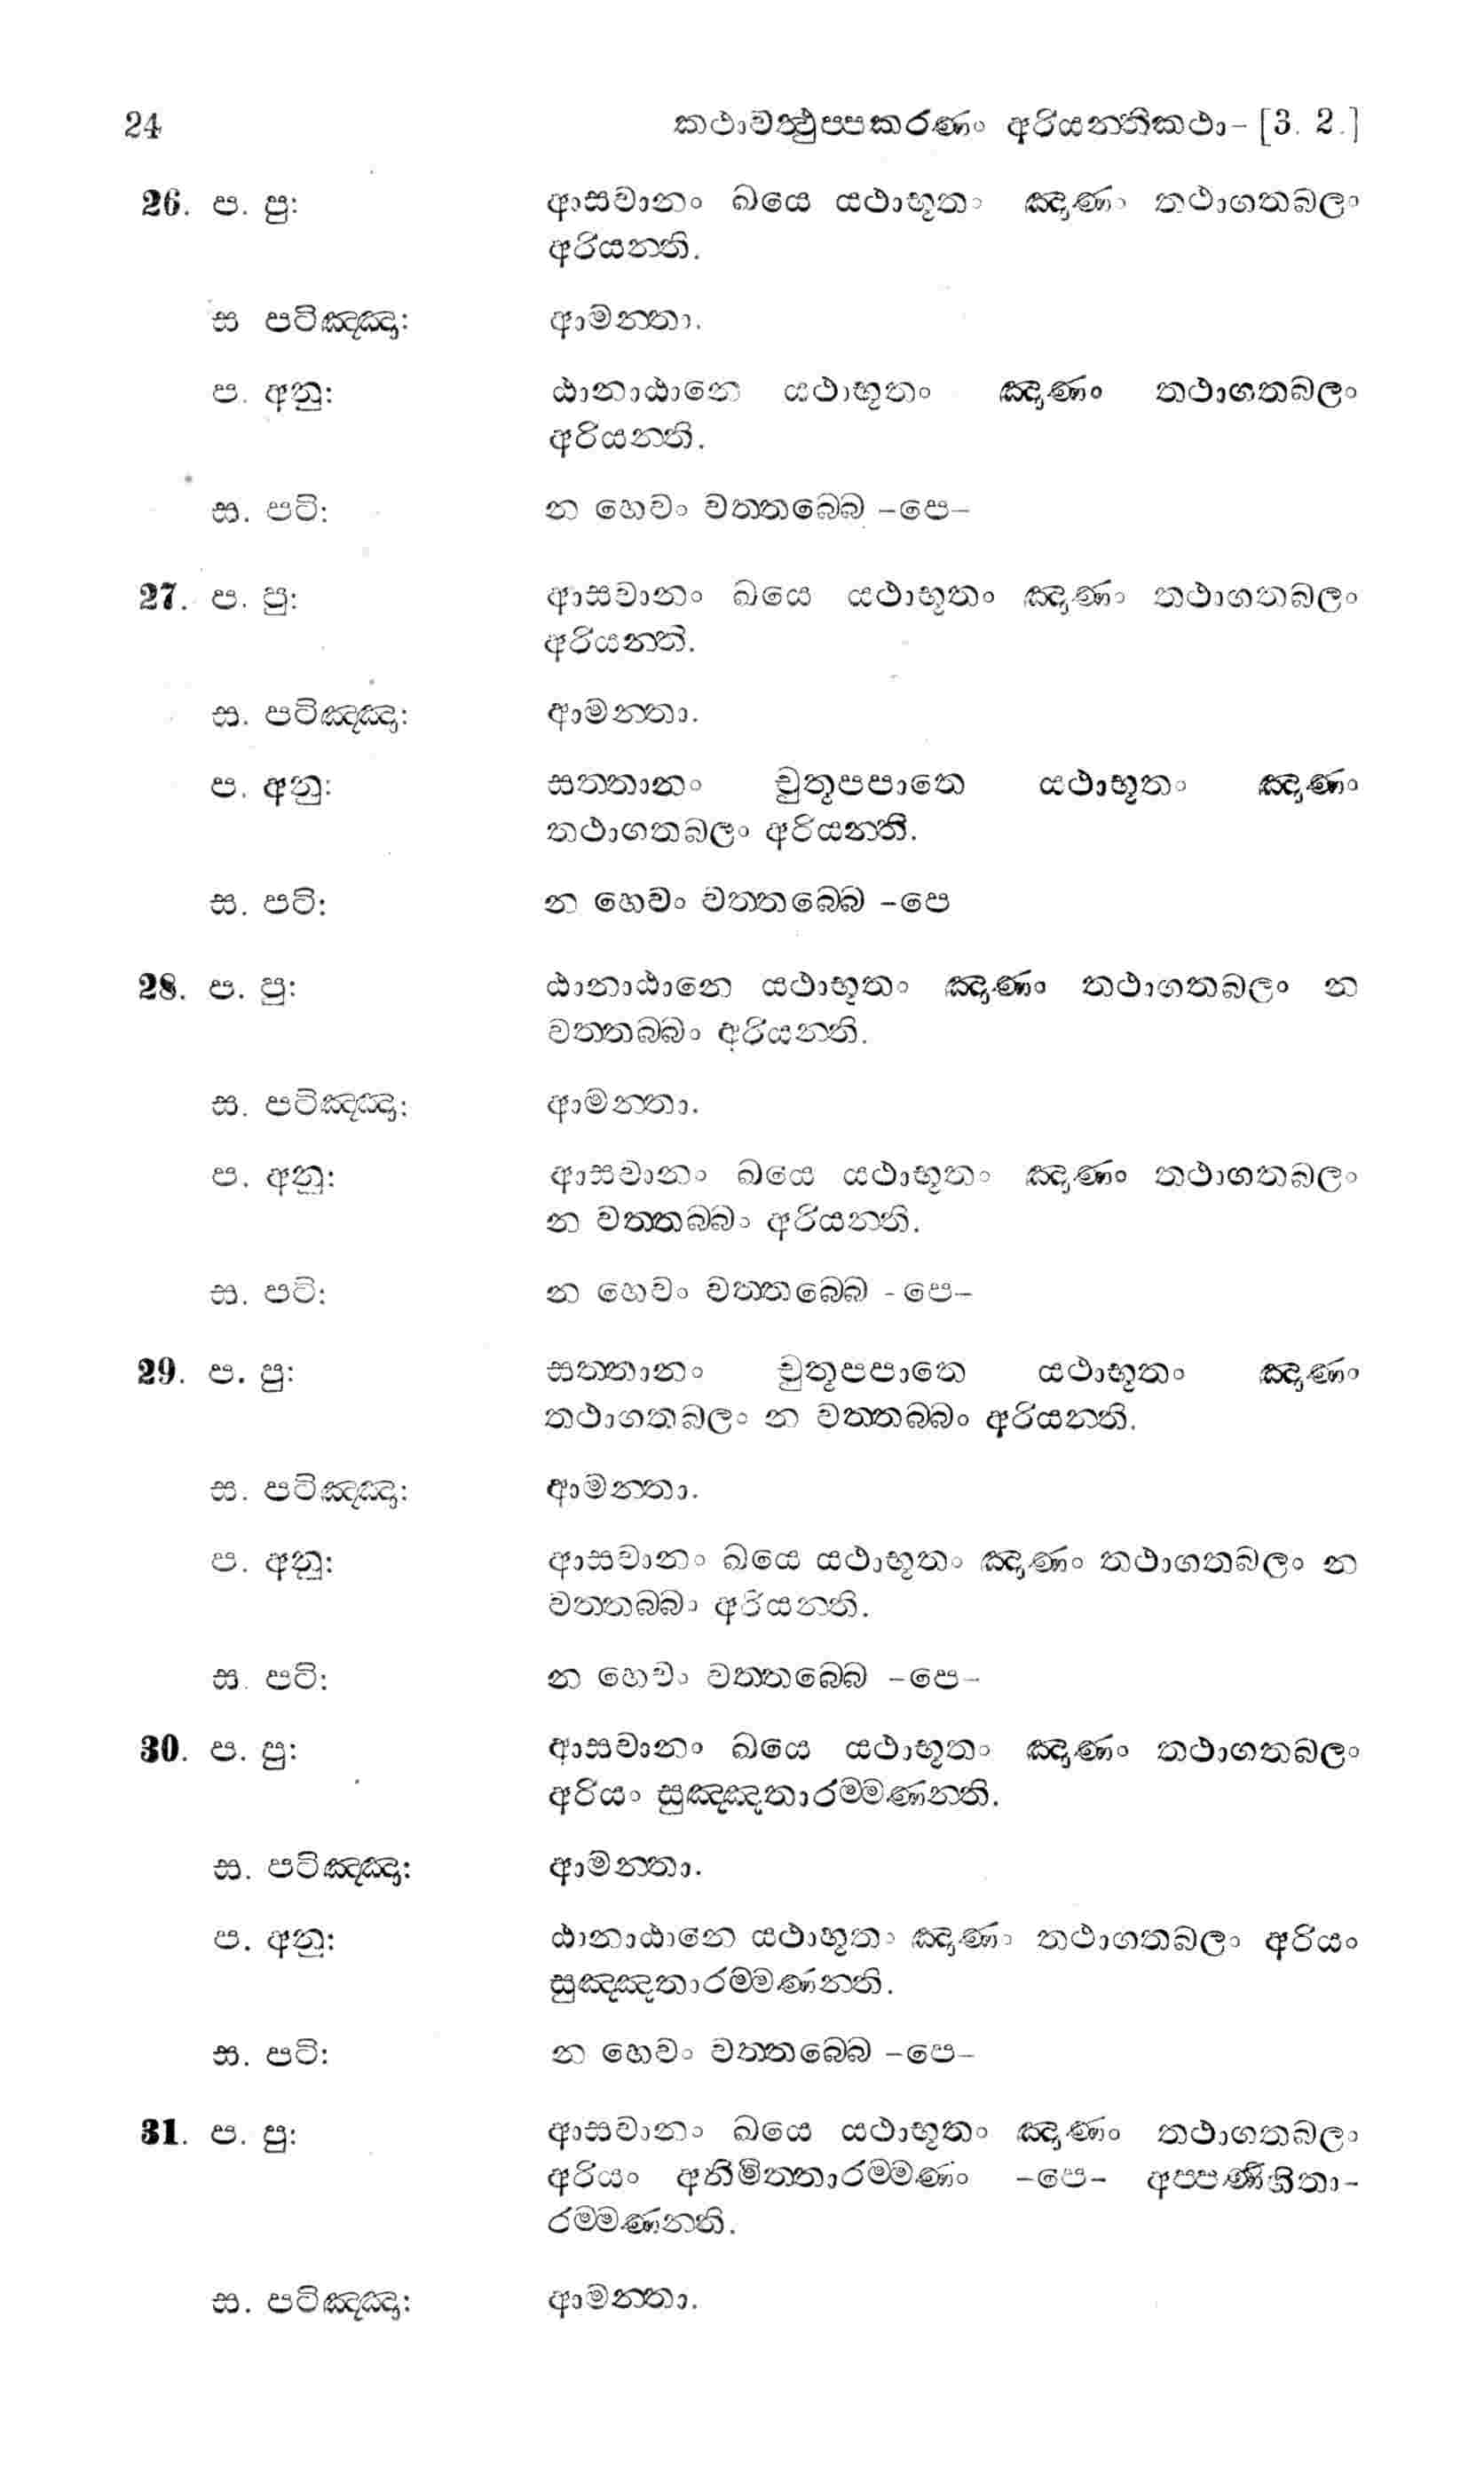 24 කථාවත්‍ථුප්පකරණං අරියන්තිකථා- [3. 2.]
26. ප. පු: ආසවානං ඛයෙ යථාභූතං ඤාණං තථාගතබලං
අරියන්ති.
ස පටිඤ්ඤා: ආමන්තා.
ප. අනු: ඨානාඨානෙ යථාභූතං ඤාණං තථාගතබලං
අරියන්ති.
ස. පටි: න හෙවං වත්තබ්බෙ -පෙ-
27. ප. පු: ආසවානං ඛයෙ යථාභූතං ඤාණං තථාගතබලං
අරියන්ති.
ස. පටිඤ්ඤා: ආමන්තා.
ප. අනු: සත්තානං චුතූපපාතෙ යථාභූතං ඤාණං
තථාගතබලං අරියන්ති.
ස. පටි: න හෙවං වත්තබ්බෙ -පෙ
28. ප. පු: ඨානාඨානෙ යථාභූතං ඤාණං තථාගතබලං න
වත්තබ්බං අරියන්ති.
ස. පටිඤ්ඤා: ආමන්තා.
ප. අනු: ආසවානං ඛයෙ යථාභූතං ඤාණං තථාගතබලං
න වත්තබ්බං අරියන්ති.
ස. පටි: න හෙවං වත්තබ්බෙ - පෙ-
29. ප. පු: සත්තානං චුතූපපාතෙ යථාභූතං ඤාණං
තථාගතබලං න වත්තබ්බං අරියන්ති.
ස. පටිඤ්ඤා: ආමන්තා.
ප. අනු: ආසවානං ඛයෙ යථාභූතං ඤාණං තථාගතබලං න
වත්තබ්බං අරියන්ති.
ස. පටි: න හෙවං වත්තබ්බෙ -පෙ-
30. ප. පු: ආසවානං ඛයෙ යථාභූතං ඤාණං තථාගතබලං
අරියං සුඤ්ඤතාරම්මණන්ති.
ස. පටිඤ්ඤා: ආමන්තා.
ප. අනු: ඨානාඨානෙ යථාභූතං ඤාණං තථාගතබලං අරියං
සුඤ්ඤතාරම්මණන්ති.
ස. පටි: න හෙවං වත්තබ්බෙ -පෙ-
31. ප. පු: ආසවානං ඛයෙ යථාභූතං ඤාණං තථාගතබලං
අරියං අනිමිත්තාරම්මණං -පෙ- අප්පණිහිතා-
රම්මණන්ති.
ස. පටිඤ්ඤා: ආමන්තා.